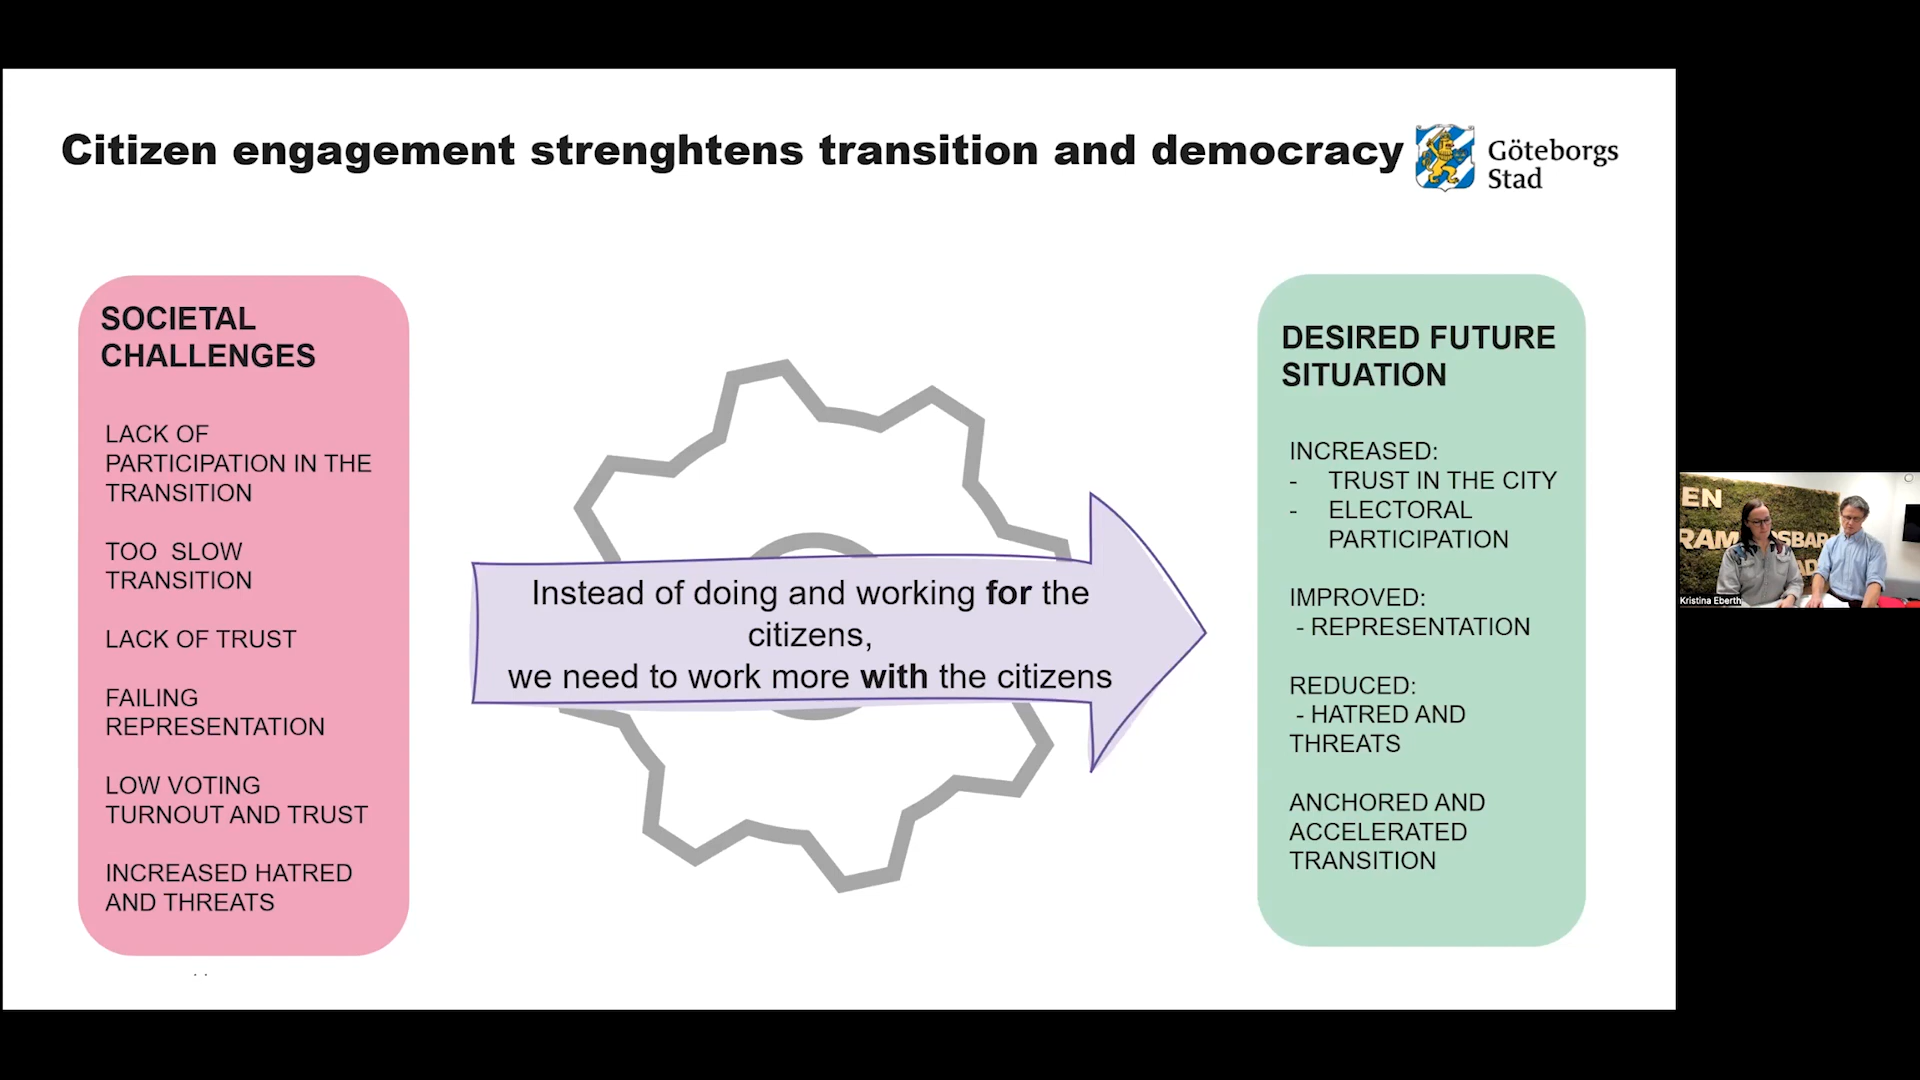 Citizen engagement strenghtens transition and democracy
Göteborgs
Stad
SOCIETAL
CHALLENGES
LACK OF
PARTICIPATION IN THE
TRANSITION
TOO SLOW
TRANSITION
LACK OF TRUST
FAILING
REPRESENTATION
LOW VOTING
TURNOUT AND TRUST
INCREASED HATRED
AND THREATS
Instead of doing and working for the
citizens,
we need to work more with the citizens
DESIRED FUTURE
SITUATION
INCREASED:
- TRUST IN THE CITY
- ELECTORAL
PARTICIPATION
IMPROVED:
- REPRESENTATION
REDUCED:
- HATRED AND
THREATS
ANCHORED AND
ACCELERATED
TRANSITION
EN
Kristina Eberth